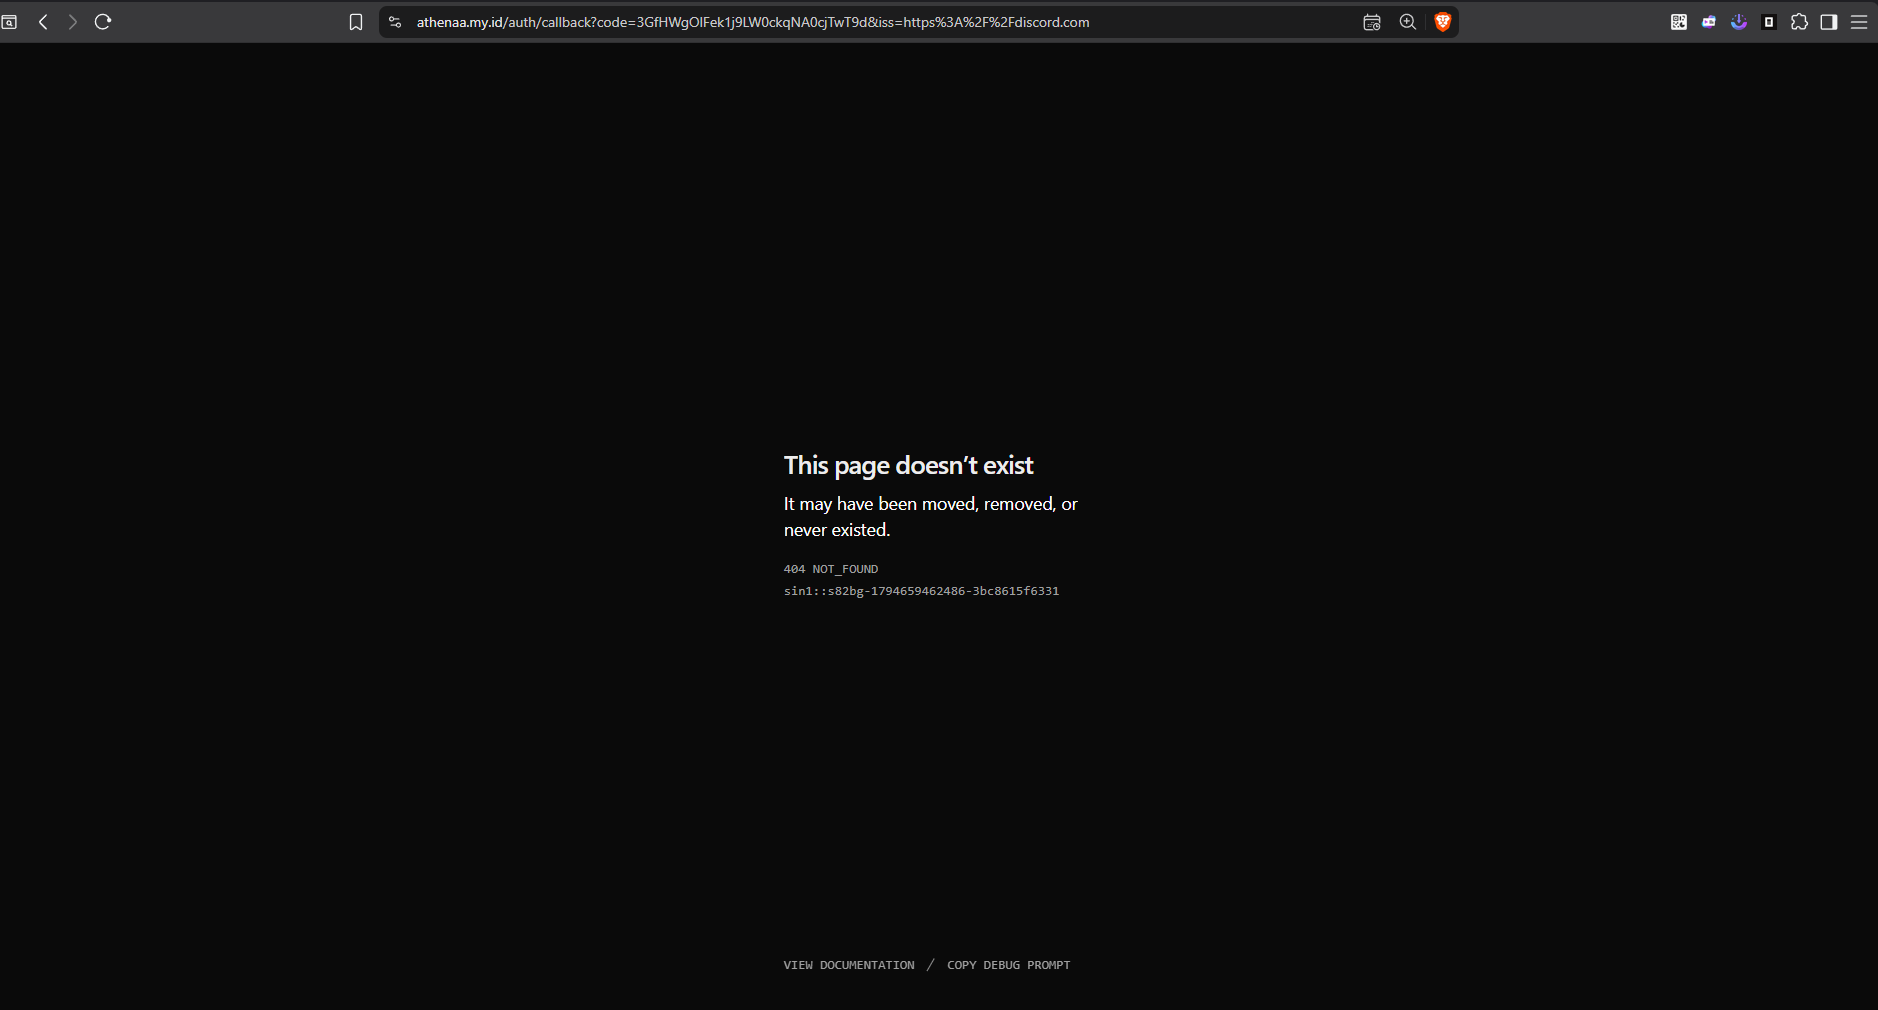 athenaa.my.id/auth/callback?code=3GfHWgOIFek1j9LW0ckqNA0cjTwT9d&iss=https%3A%2F%2Fdiscord.com
This page doesn’t exist
It may have been moved, removed, or
never existed.
404 NOT_FOUND
sin1::s82bg-1794659462486-3bc8615f6331
VIEW DOCUMENTATION / COPY DEBUG PROMPT